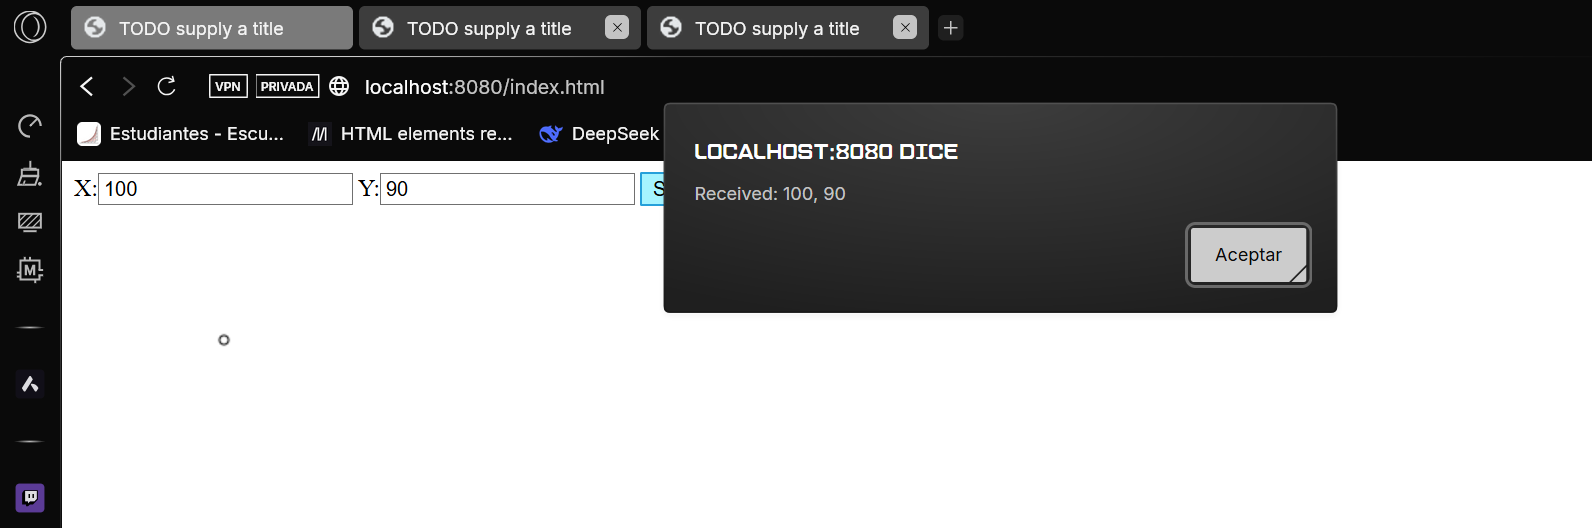 TODO supply a title
TODO supply a title
TODO supply a title
VPN PRIVADA localhost:8080/index.html
Estudiantes - Escu...
HTML elements re...
DeepSeek
LOCALHOST:8080 DICE
Received: 100, 90
Aceptar
X: 100 Y: 90 S
M